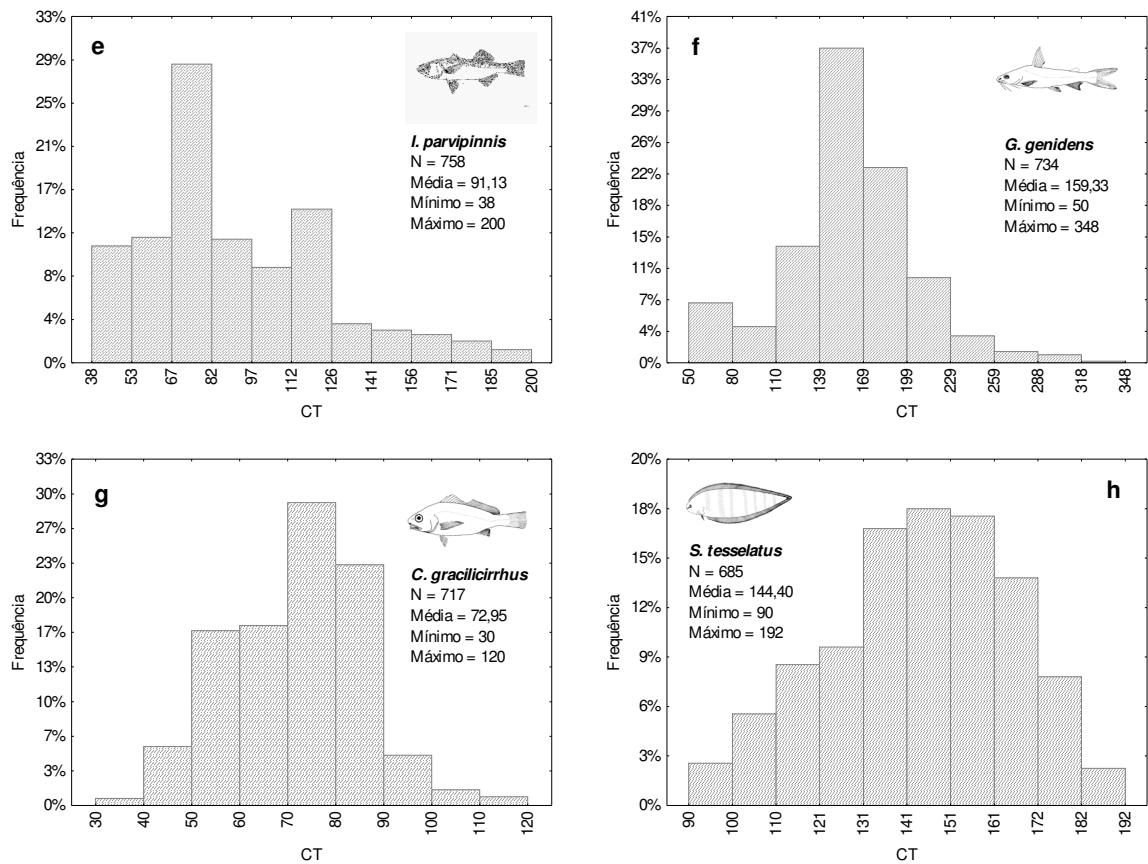 e
33%
29%
25%
21%
17%
12%
8%
4%
0%
Frequência
I. parvipinnis
N = 758
Média = 91,13
Mínimo = 38
Máximo = 200
38 53 67 82 97 112 126 141 156 171 185 200
CT
f
41%
37%
33%
29%
26%
22%
18%
15%
11%
7%
4%
0%
Frequência
G. genidens
N = 734
Média = 159,33
Mínimo = 50
Máximo = 348
50 80 110 139 169 199 229 259 288 318 348
CT
g
33%
30%
27%
23%
20%
17%
13%
10%
7%
3%
0%
Frequência
C. gracilicirrhus
N = 717
Média = 72,95
Mínimo = 30
Máximo = 120
30 40 50 60 70 80 90 100 110 120
CT
h
20%
18%
15%
12%
9%
6%
3%
0%
Frequência
S. tesselatus
N = 685
Média = 144,40
Mínimo = 90
Máximo = 192
90 100 110 121 131 141 151 161 172 182 192
CT